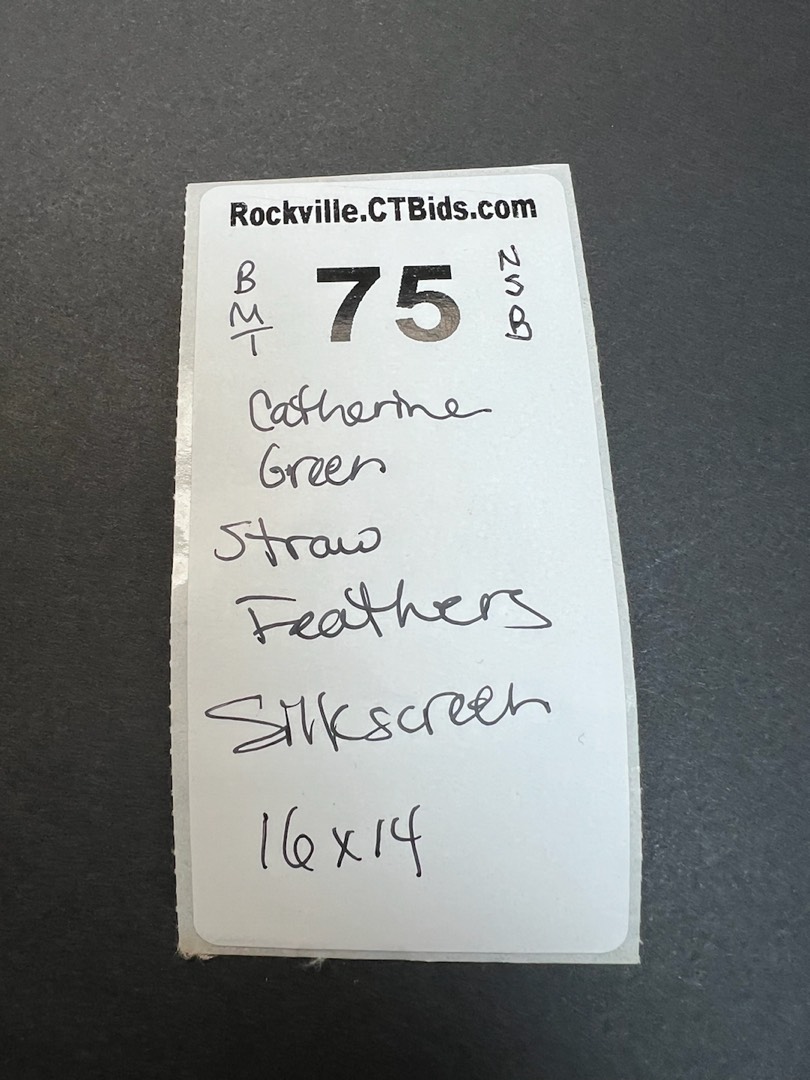 Rockville.CTBids.com
B
M
T
75
N
S
B
Catherine
Green
Straw
Feathers
Silkscreen
16x14